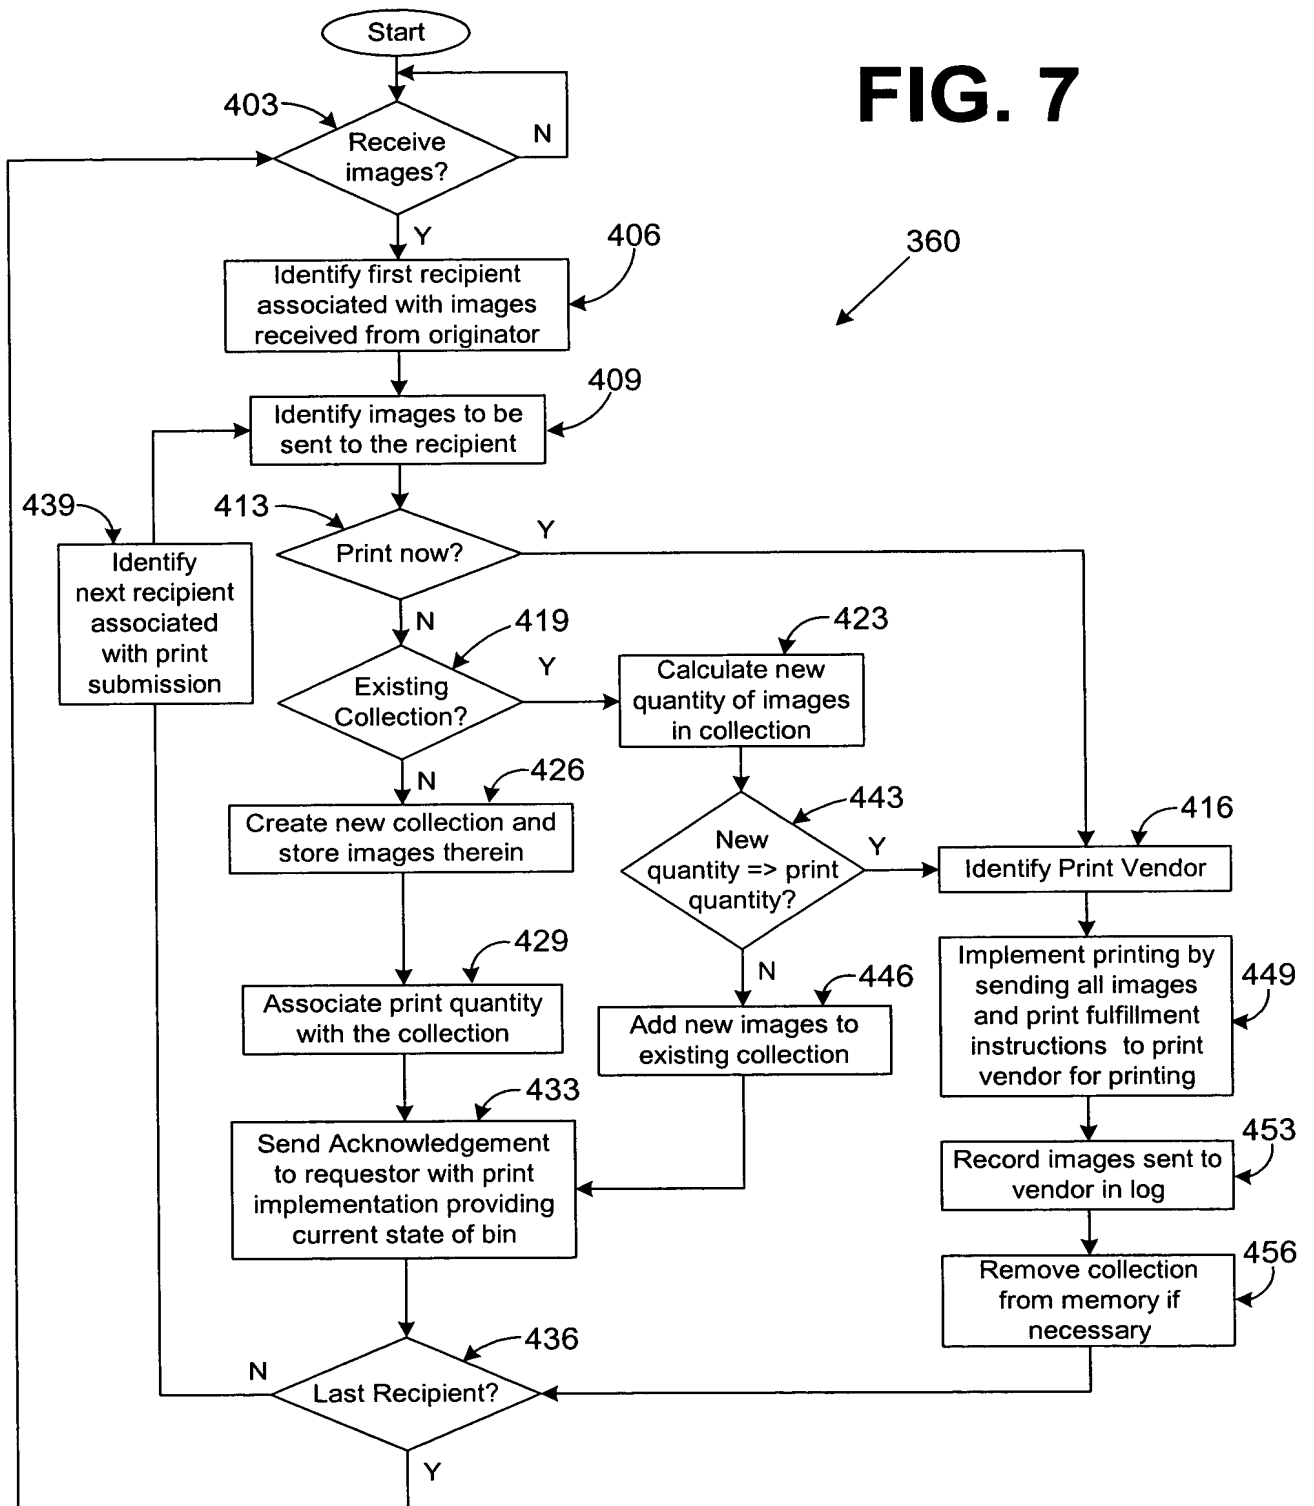 Start
FIG. 7
403
Receive
images?
N
Y
406
360
Identify first recipient
associated with images
received from originator
409
Identify images to be
sent to the recipient
439
413
Y
Print now?
Identify
next recipient
associated
with print
submission
N
419
423
Y
Existing
Collection?
Calculate new
quantity of images
in collection
N
426
443
416
Create new collection and
store images therein
New
quantity => print
quantity?
Y
Identify Print Vendor
429
N
446
449
Associate print quantity
with the collection
Add new images to
existing collection
Implement printing by
sending all images
and print fulfillment
instructions to print
vendor for printing
433
453
Send Acknowledgement
to requestor with print
implementation providing
current state of bin
Record images sent to
vendor in log
456
Remove collection
from memory if
necessary
436
N
Last Recipient?
Y